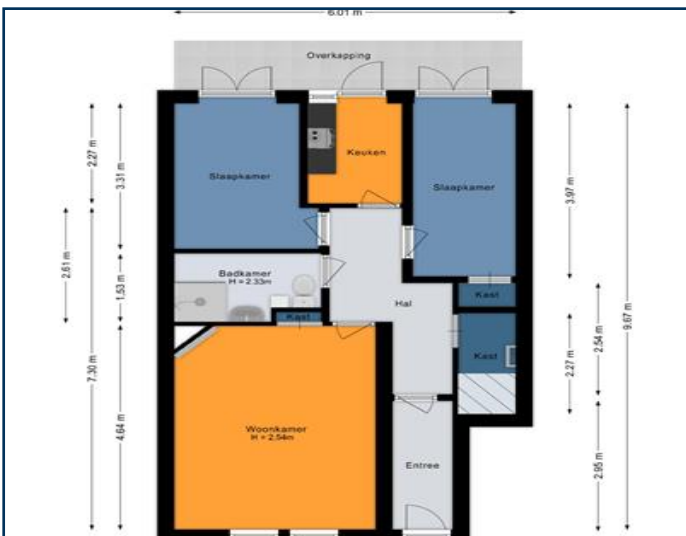 6.01 m
Overkapping
Keuken
Slaapkamer
Slaapkamer
2.27 m
3.31 m
3.97 m
2.61 m
1.53 m
Badkamer
H = 2.33m
Kast
Hal
Kast
Kast
9.67 m
2.54 m
2.27 m
7.30 m
4.64 m
Woonkamer
H = 2.54m
Entree
2.95 m